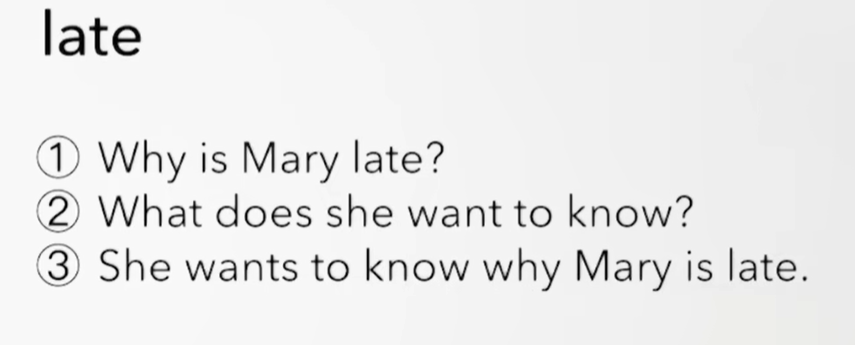 late
① Why is Mary late?
② What does she want to know?
③ She wants to know why Mary is late.